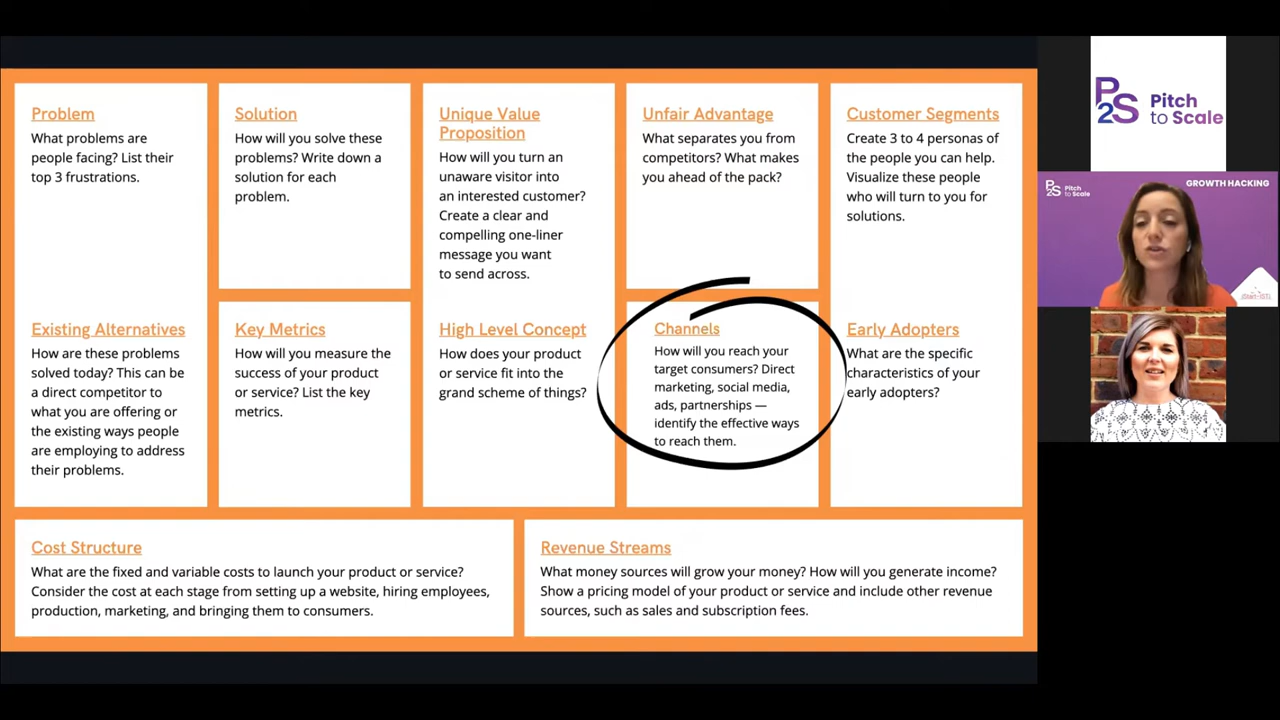 Problem
What problems are
people facing? List their
top 3 frustrations.
Existing Alternatives
How are these problems
solved today? This can be
a direct competitor to
what you are offering or
the existing ways people
are employing to address
their problems.
Solution
How will you solve these
problems? Write down a
solution for each
problem.
Key Metrics
How will you measure the
success of your product
or service? List the key
metrics.
Unique Value
Proposition
How will you turn an
unaware visitor into
an interested customer?
Create a clear and
compelling one-liner
message you want
to send across.
High Level Concept
How does your product
or service fit into the
grand scheme of things?
Unfair Advantage
What separates you from
competitors? What makes
you ahead of the pack?
Channels
How will you reach your
target consumers? Direct
marketing, social media,
ads, partnerships —
identify the effective ways
to reach them.
Customer Segments
Create 3 to 4 personas of
the people you can help.
Visualize these people
who will turn to you for
solutions.
Early Adopters
What are the specific
characteristics of your
early adopters?
Cost Structure
What are the fixed and variable costs to launch your product or service?
Consider the cost at each stage from setting up a website, hiring employees,
production, marketing, and bringing them to consumers.
Revenue Streams
What money sources will grow your money? How will you generate income?
Show a pricing model of your product or service and include other revenue
sources, such as sales and subscription fees.
P2S Pitch
to Scale
P2S Pitch
to Scale
GROWTH HACKING